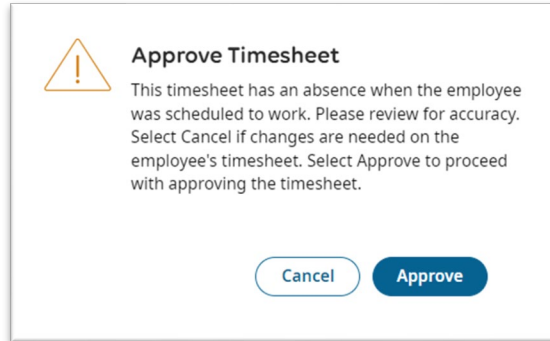 Approve Timesheet
This timesheet has an absence when the employee
was scheduled to work. Please review for accuracy.
Select Cancel if changes are needed on the
employee's timesheet. Select Approve to proceed
with approving the timesheet.
Cancel Approve